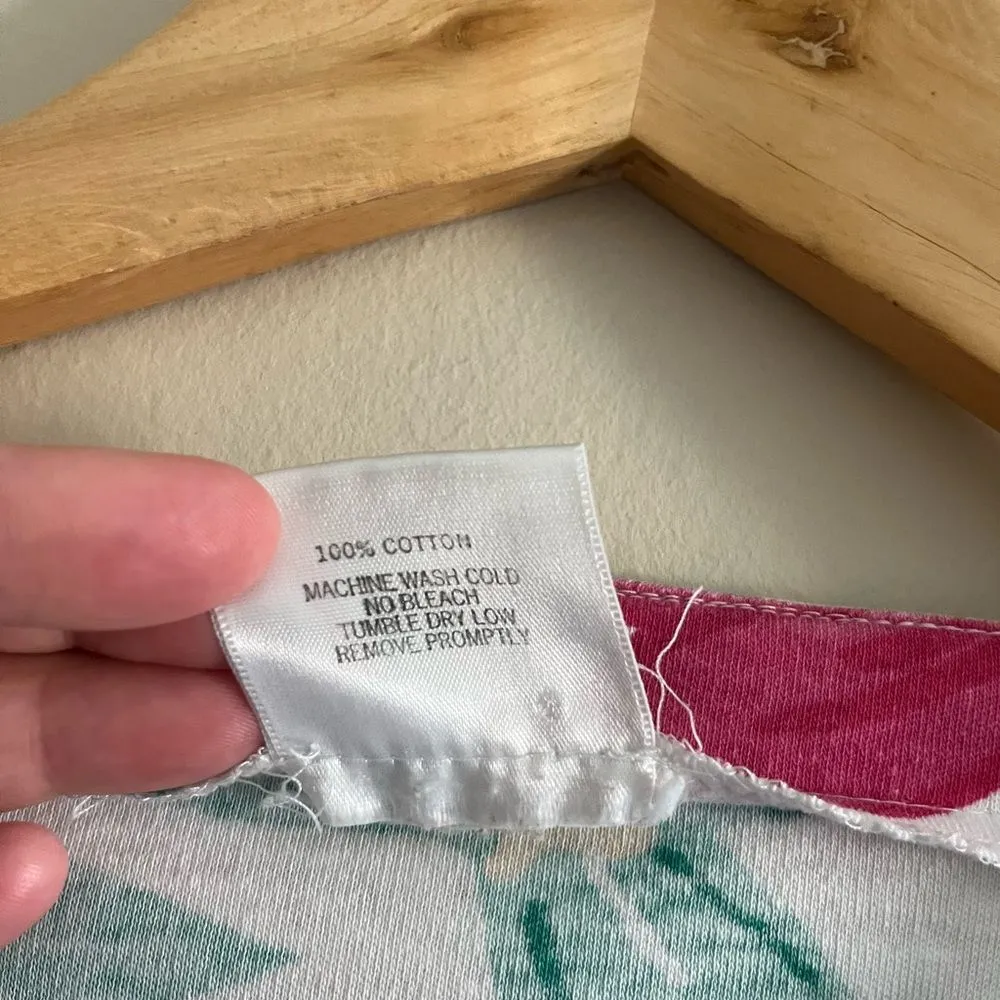 100% COTTON
MACHINE WASH COLD
NO BLEACH
TUMBLE DRY LOW
REMOVE PROMPTLY